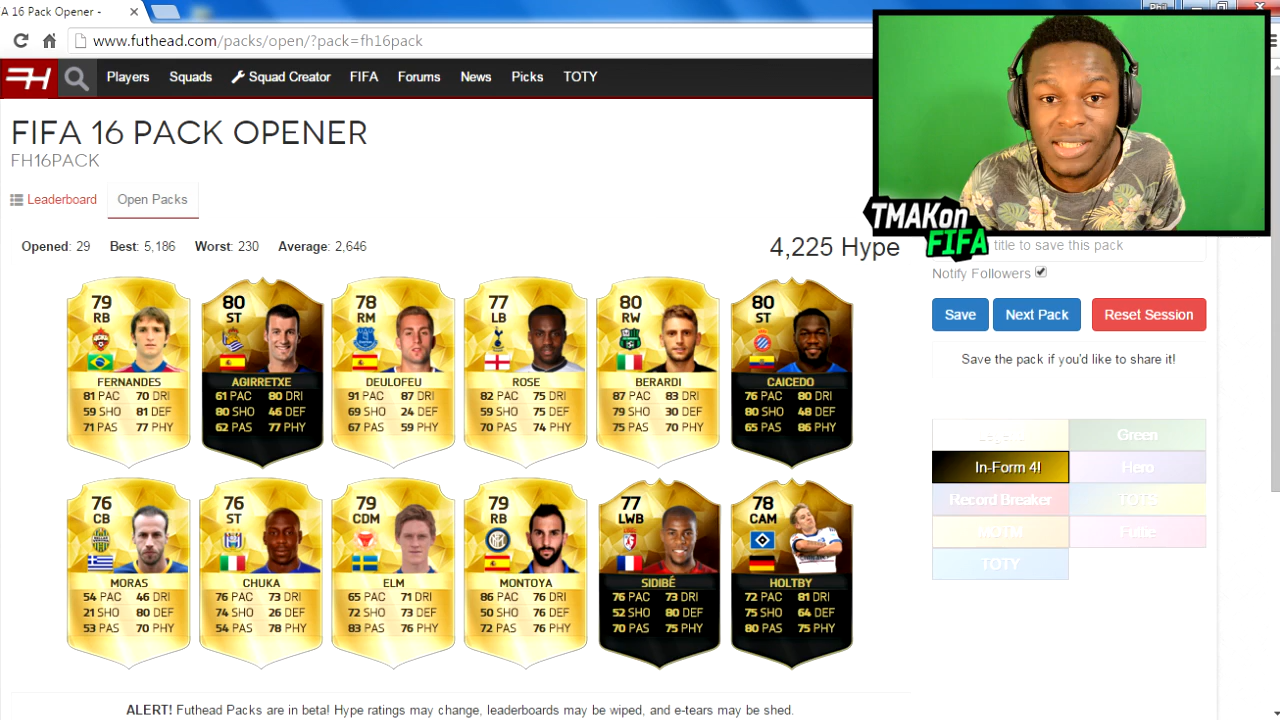 A 16 Pack Opener -
Phil
www.futhead.com/packs/open/?pack=fh16pack
FH
Players Squads Squad Creator FIFA Forums News Picks TOTY
FIFA 16 PACK OPENER
FH16PACK
Leaderboard Open Packs
TMAKon
FIFA
Opened: 29 Best: 5,186 Worst: 230 Average: 2,646
4,225 Hype
title to save this pack
Notify Followers
Save Next Pack Reset Session
Save the pack if you'd like to share it!
79
RB
FERNANDES
81 PAC 70 DRI
59 SHO 81 DEF
71 PAS 77 PHY
80
ST
AGIRRETXE
61 PAC 80 DRI
80 SHO 46 DEF
62 PAS 77 PHY
78
RM
DEULOFEU
91 PAC 87 DRI
69 SHO 24 DEF
67 PAS 59 PHY
77
LB
ROSE
82 PAC 75 DRI
59 SHO 75 DEF
70 PAS 74 PHY
80
RW
BERARDI
87 PAC 83 DRI
79 SHO 30 DEF
75 PAS 70 PHY
80
ST
CAICEDO
76 PAC 80 DRI
80 SHO 48 DEF
65 PAS 86 PHY
Green
In-Form 4!
Hero
Record Breaker
TOTS
MOTM
Futtie
TOTY
76
CB
MORAS
54 PAC 46 DRI
21 SHO 80 DEF
53 PAS 70 PHY
76
ST
CHUKA
76 PAC 73 DRI
74 SHO 26 DEF
54 PAS 78 PHY
79
CDM
ELM
65 PAC 71 DRI
72 SHO 73 DEF
83 PAS 76 PHY
79
RB
MONTOYA
86 PAC 76 DRI
50 SHO 76 DEF
72 PAS 76 PHY
77
LWB
SIDIBÉ
76 PAC 73 DRI
52 SHO 80 DEF
70 PAS 75 PHY
78
CAM
HOLTBY
72 PAC 81 DRI
75 SHO 64 DEF
80 PAS 75 PHY
ALERT! Futhead Packs are in beta! Hype ratings may change, leaderboards may be wiped, and e-tears may be shed.